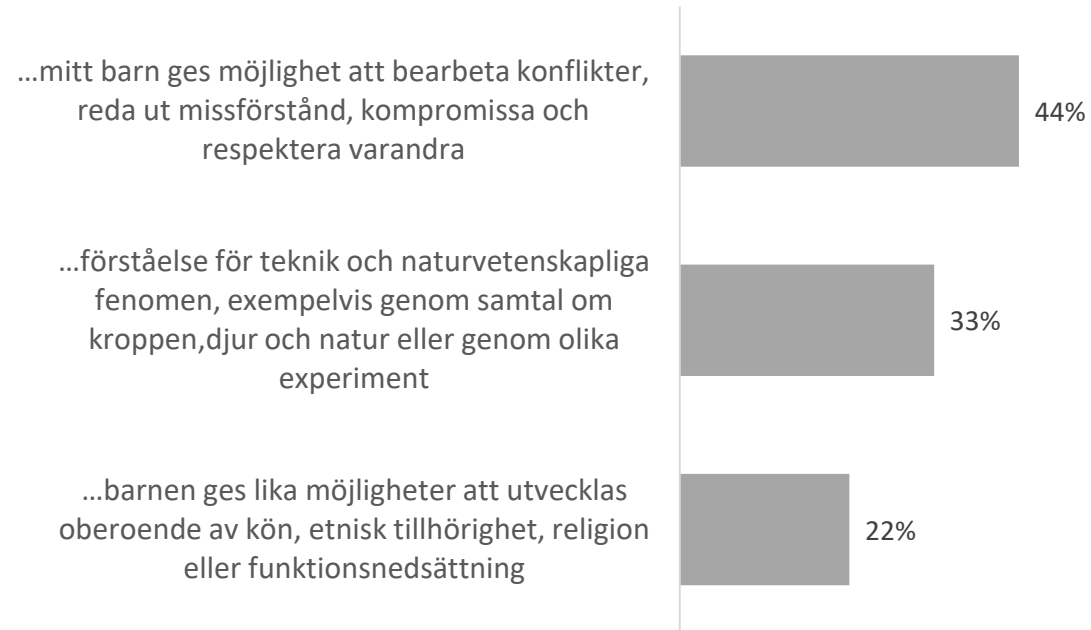 ...mitt barn ges möjlighet att bearbeta konflikter,
reda ut missförstånd, kompromissa och
respektera varandra
44%
...förståelse för teknik och naturvetenskapliga
fenomen, exempelvis genom samtal om
kroppen,djur och natur eller genom olika
experiment
33%
...barnen ges lika möjligheter att utvecklas
oberoende av kön, etnisk tillhörighet, religion
eller funktionsnedsättning
22%